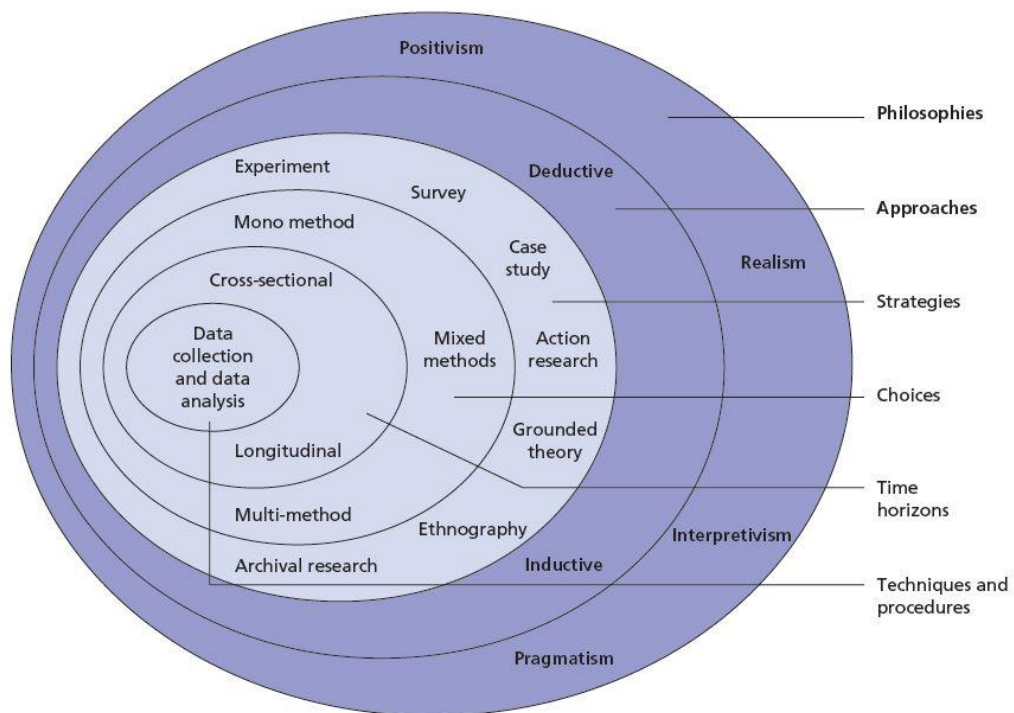 Positivism
Philosophies
Experiment
Deductive
Survey
Approaches
Mono method
Case
study
Realism
Cross-sectional
Strategies
Data
collection
and data
analysis
Mixed
methods
Action
research
Choices
Grounded
theory
Longitudinal
Time
horizons
Multi-method
Ethnography
Interpretivism
Archival research
Inductive
Techniques and
procedures
Pragmatism